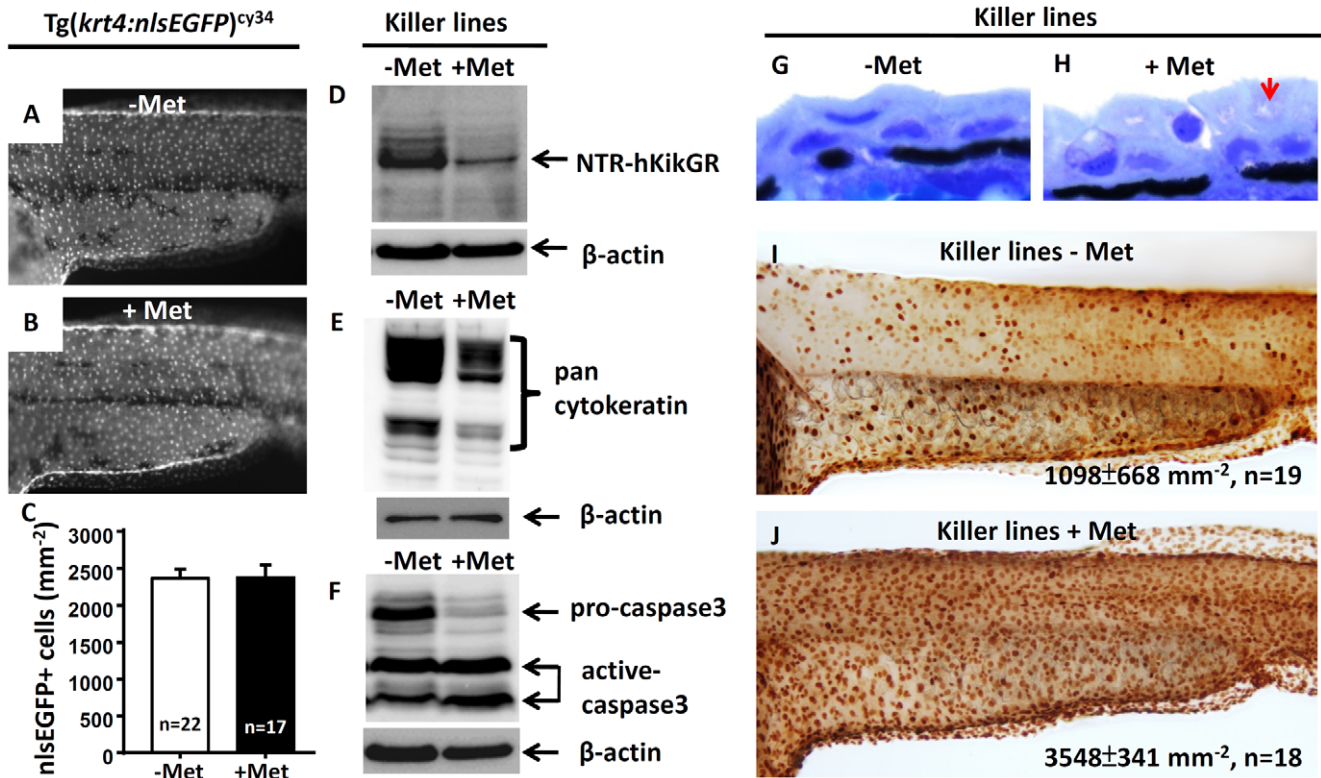 Tg(krt4:nlsEGFP)cy34
A
-Met
B
+ Met
C
nlsEGFP+ cells (mm-2)
3000
2500
2000
1500
1000
500
0
n=22
n=17
-Met
+Met
Killer lines
-Met +Met
D
NTR-hKikGR
β-actin
-Met +Met
E
pan
cytokeratin
β-actin
-Met +Met
F
pro-caspase3
active-
caspase3
β-actin
Killer lines
G
-Met
H
+ Met
I
Killer lines - Met
1098±668 mm-2, n=19
J
Killer lines + Met
3548±341 mm-2, n=18